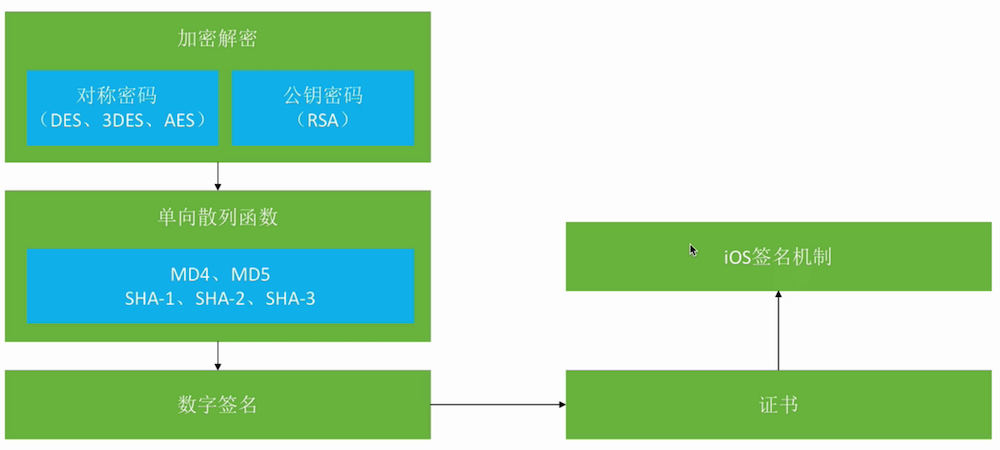 加密解密
对称密码
（DES、3DES、AES）
公钥密码
（RSA）
单向散列函数
MD4、MD5
SHA-1、SHA-2、SHA-3
iOS签名机制
数字签名
证书